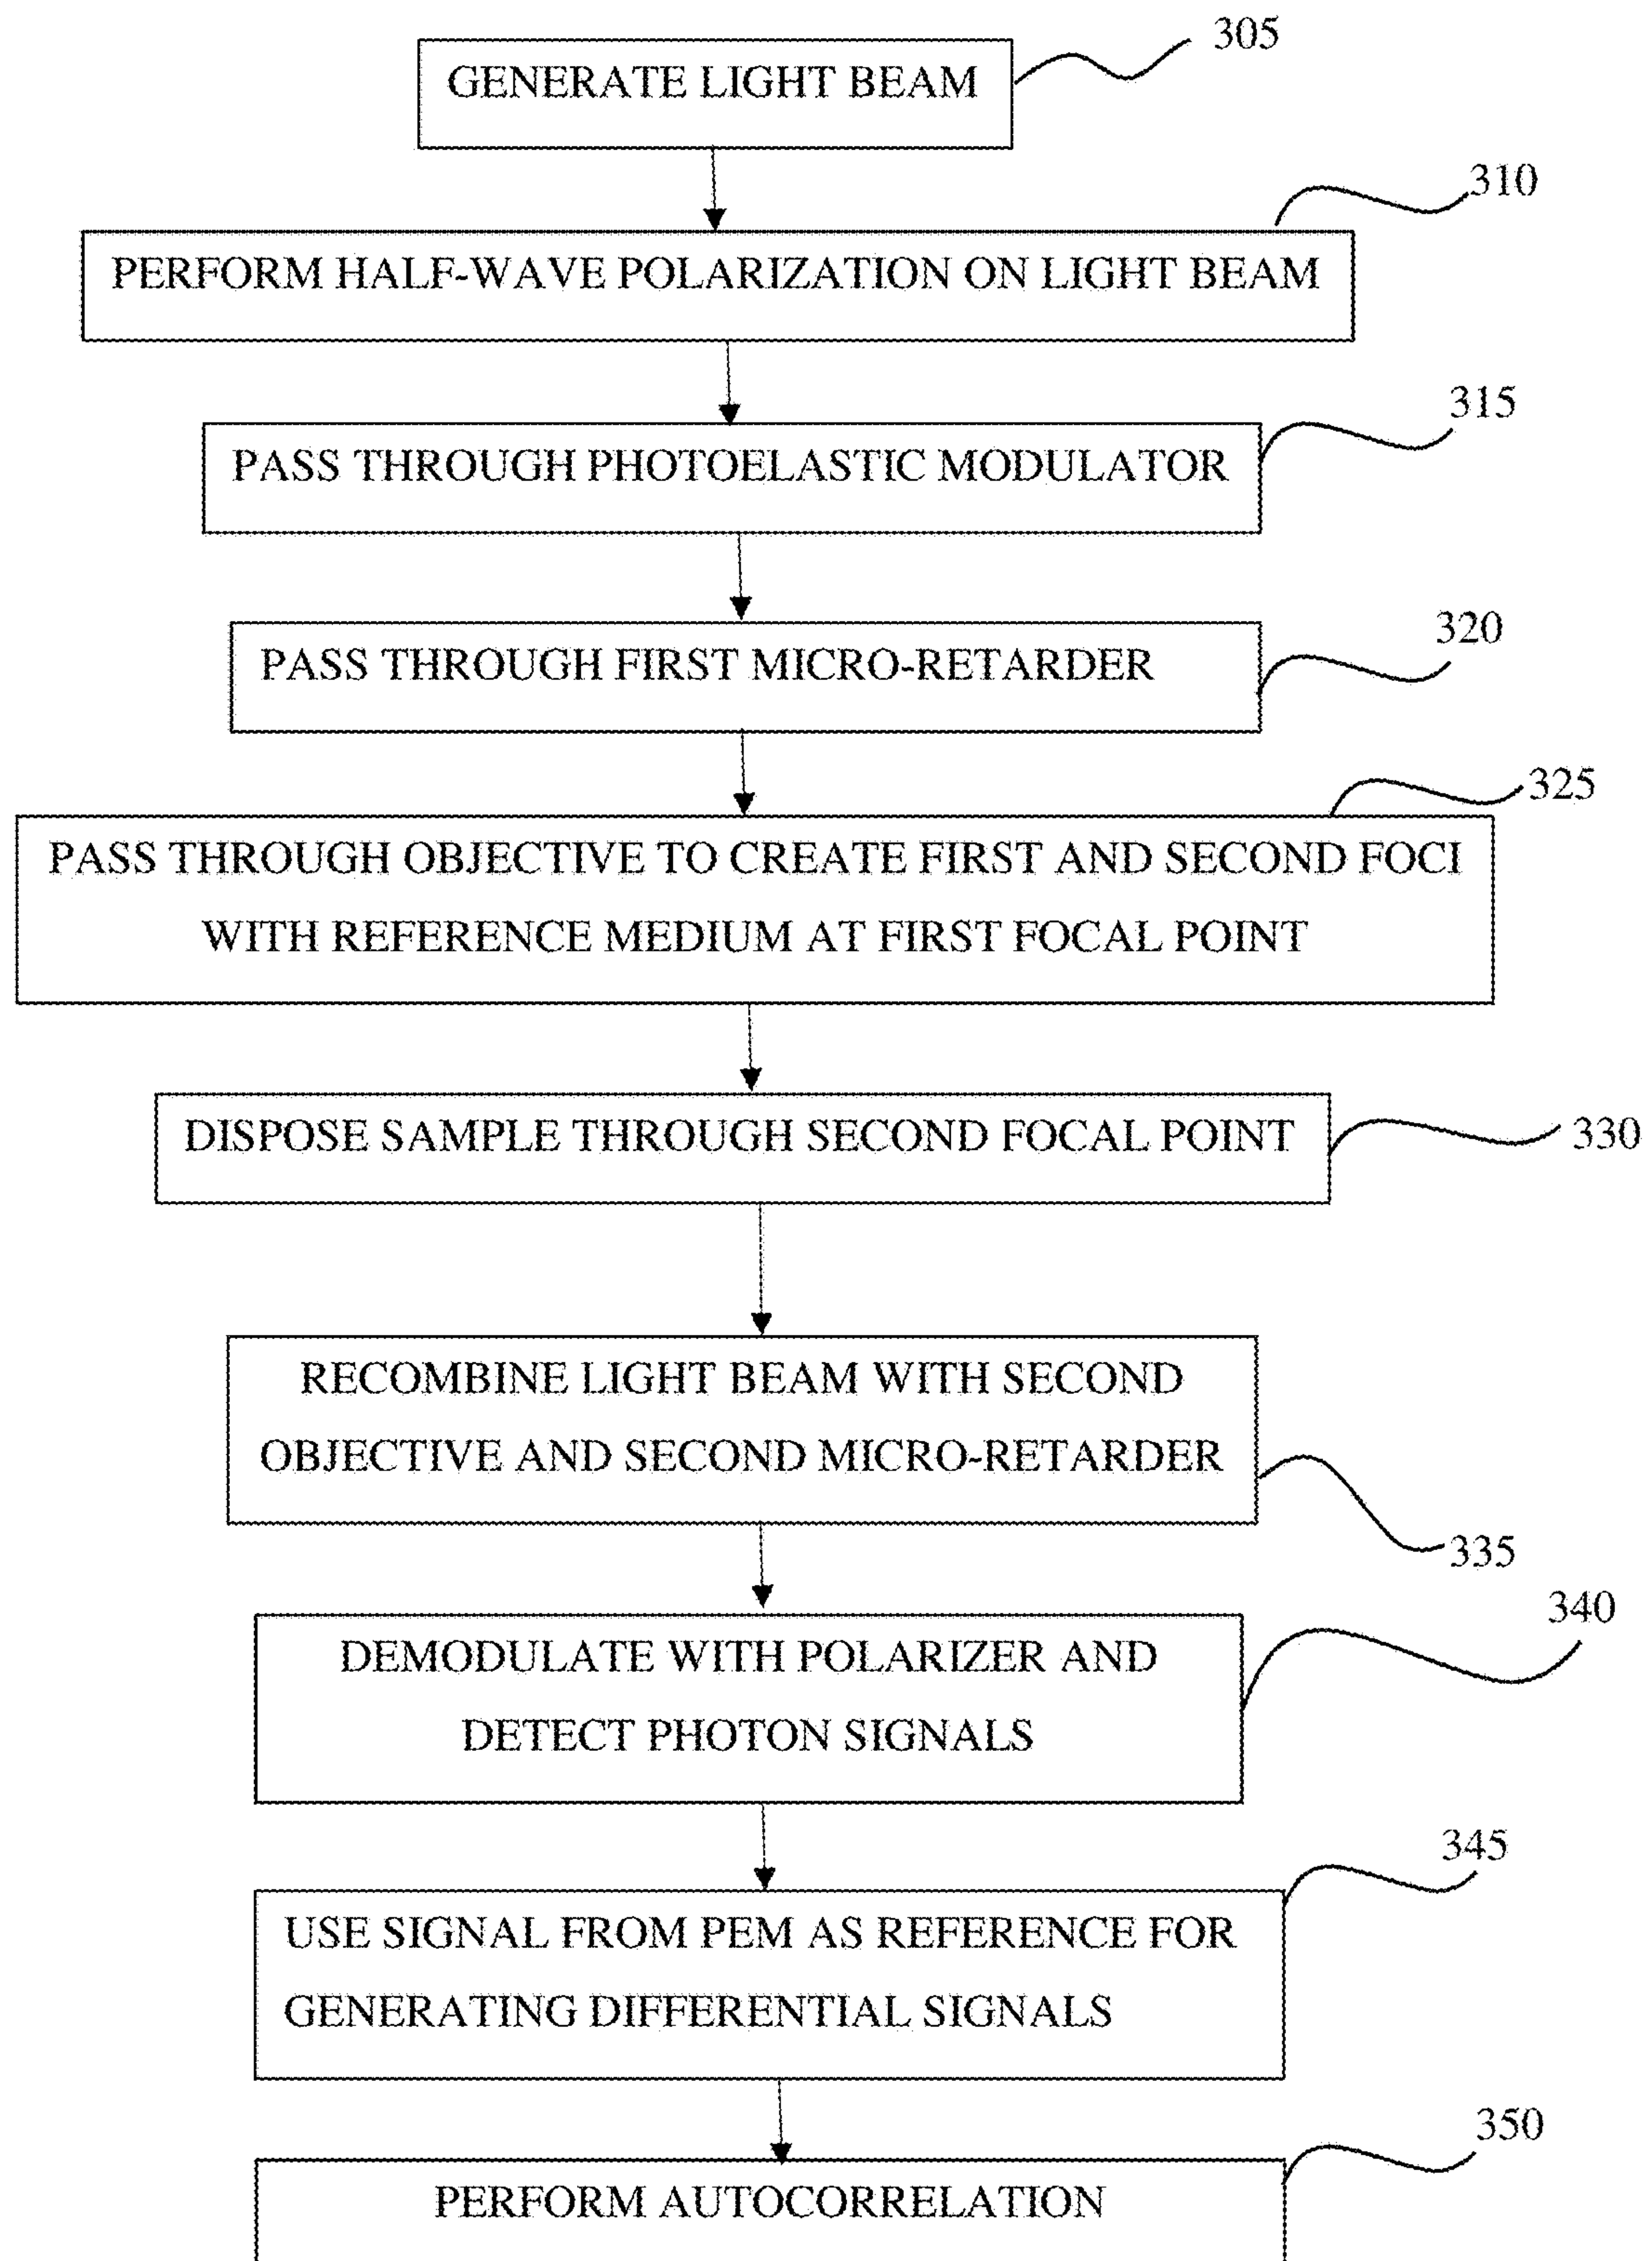 305
GENERATE LIGHT BEAM
310
PERFORM HALF-WAVE POLARIZATION ON LIGHT BEAM
315
PASS THROUGH PHOTOELASTIC MODULATOR
320
PASS THROUGH FIRST MICRO-RETARDER
325
PASS THROUGH OBJECTIVE TO CREATE FIRST AND SECOND FOCI
WITH REFERENCE MEDIUM AT FIRST FOCAL POINT
DISPOSE SAMPLE THROUGH SECOND FOCAL POINT
330
RECOMBINE LIGHT BEAM WITH SECOND
OBJECTIVE AND SECOND MICRO-RETARDER
335
340
DEMODULATE WITH POLARIZER AND
DETECT PHOTON SIGNALS
345
USE SIGNAL FROM PEM AS REFERENCE FOR
GENERATING DIFFERENTIAL SIGNALS
350
PERFORM AUTOCORRELATION